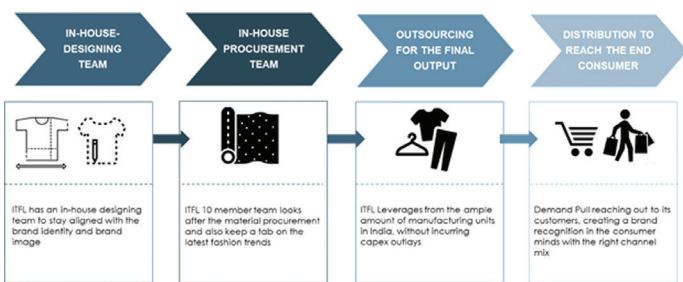 IN-HOUSE-
DESIGNING
TEAM
IN-HOUSE
PROCUREMENT
TEAM
OUTSOURCING
FOR THE FINAL
OUTPUT
DISTRIBUTION TO
REACH THE END
CONSUMER
ITFL has an in-house designing
team to stay aligned with the
brand identity and brand
image
ITFL 10 member team looks
after the material procurement
and also keep a tab on the
latest fashion trends
ITFL Leverages from the ample
amount of manufacturing units
in India, without incurring
capex outlays
Demand Pull reaching out to its
customers, creating a brand
recognition in the consumer
minds with the right channel
mix